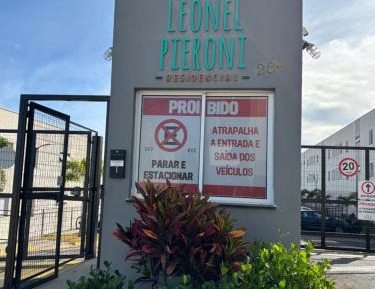 LEONEL
PIERONI
RESIDENCIAL
284
PROIBIDO
PARAR E
ESTACIONAR
ATRAPALHA
A ENTRADA E
SAÍDA DOS
VEÍCULOS
20